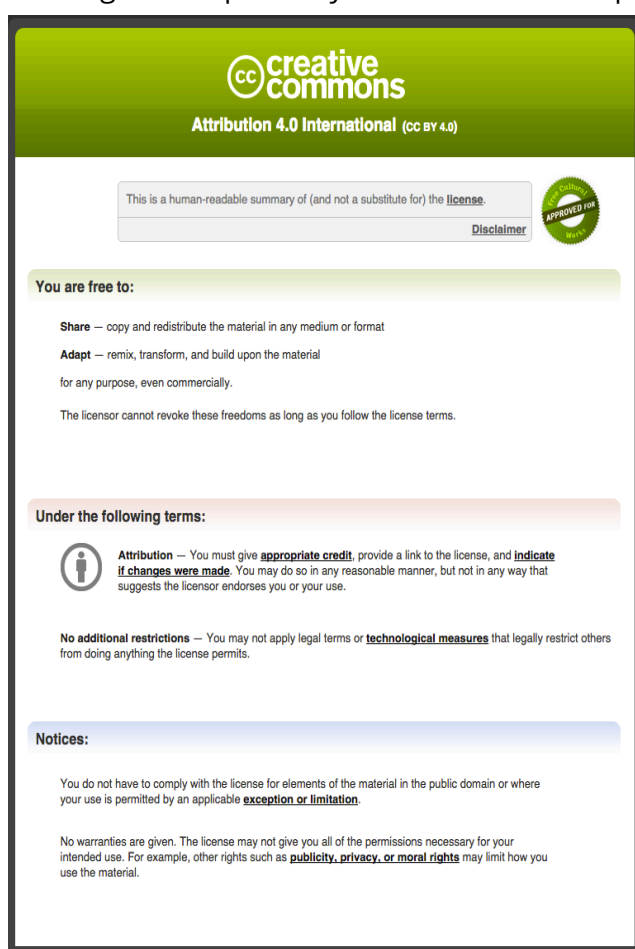 creative
commons
Attribution 4.0 International (CC BY 4.0)
This is a human-readable summary of (and not a substitute for) the license.
Disclaimer
Free Cultural
APPROVED FOR
Works
You are free to:
Share — copy and redistribute the material in any medium or format
Adapt — remix, transform, and build upon the material
for any purpose, even commercially.
The licensor cannot revoke these freedoms as long as you follow the license terms.
Under the following terms:
Attribution — You must give appropriate credit, provide a link to the license, and indicate
if changes were made. You may do so in any reasonable manner, but not in any way that
suggests the licensor endorses you or your use.
No additional restrictions — You may not apply legal terms or technological measures that legally restrict others
from doing anything the license permits.
Notices:
You do not have to comply with the license for elements of the material in the public domain or where
your use is permitted by an applicable exception or limitation.
No warranties are given. The license may not give you all of the permissions necessary for your
intended use. For example, other rights such as publicity, privacy, or moral rights may limit how you
use the material.